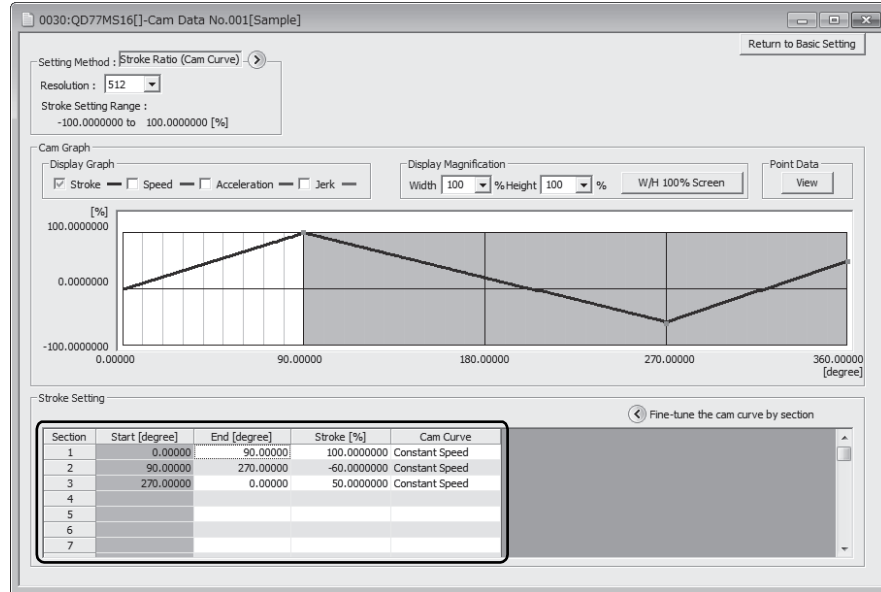 0030:QD77MS16[]-Cam Data No.001[Sample]
Return to Basic Setting
Setting Method : Stroke Ratio (Cam Curve)
Resolution : 512
Stroke Setting Range :
-100.0000000 to 100.0000000 [%]
Cam Graph
Display Graph
Stroke Speed Acceleration Jerk
Display Magnification
Width 100 % Height 100 % W/H 100% Screen
Point Data
View
[%]
100.0000000
0.0000000
-100.0000000
0.00000 90.00000 180.00000 270.00000 360.00000
[degree]
Stroke Setting
Fine-tune the cam curve by section
Section Start [degree] End [degree] Stroke [%] Cam Curve
1 0.00000 90.00000 100.0000000 Constant Speed
2 90.00000 270.00000 -60.0000000 Constant Speed
3 270.00000 0.00000 50.0000000 Constant Speed
4
5
6
7